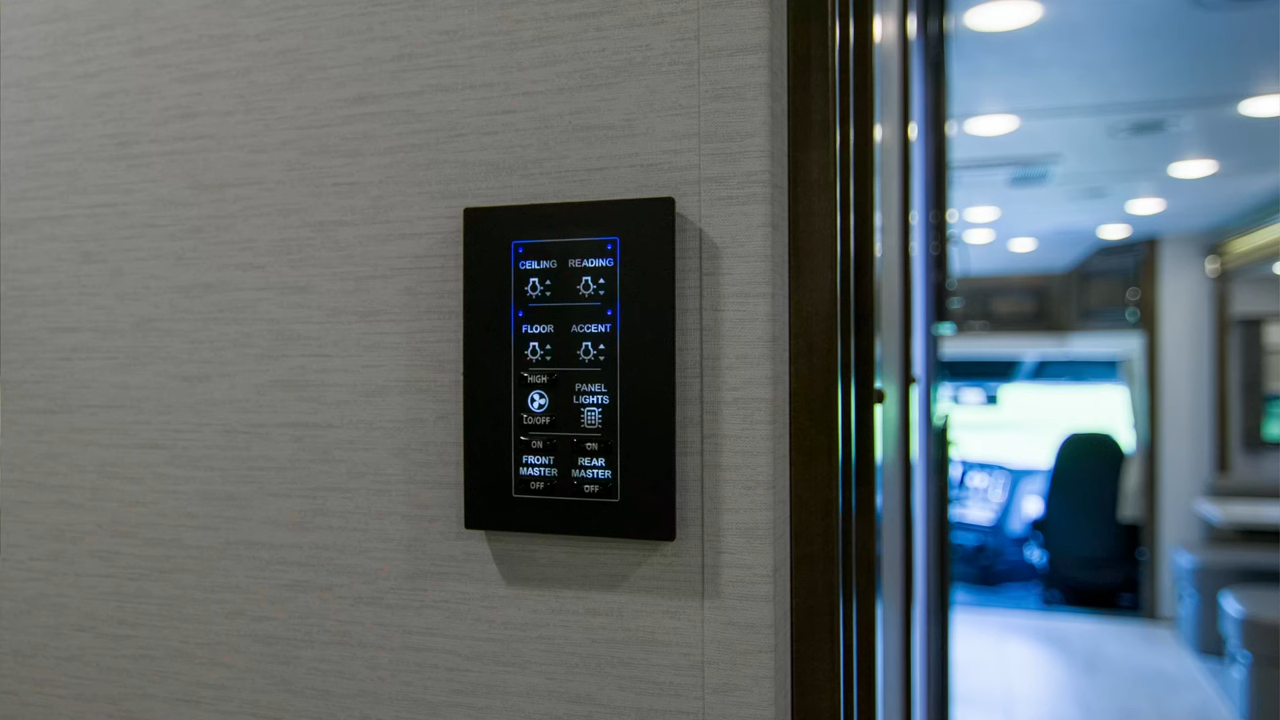 CEILING READING
FLOOR ACCENT
HIGH
PANEL
LIGHTS
LO/OFF
ON ON
FRONT REAR
MASTER MASTER
OFF OFF